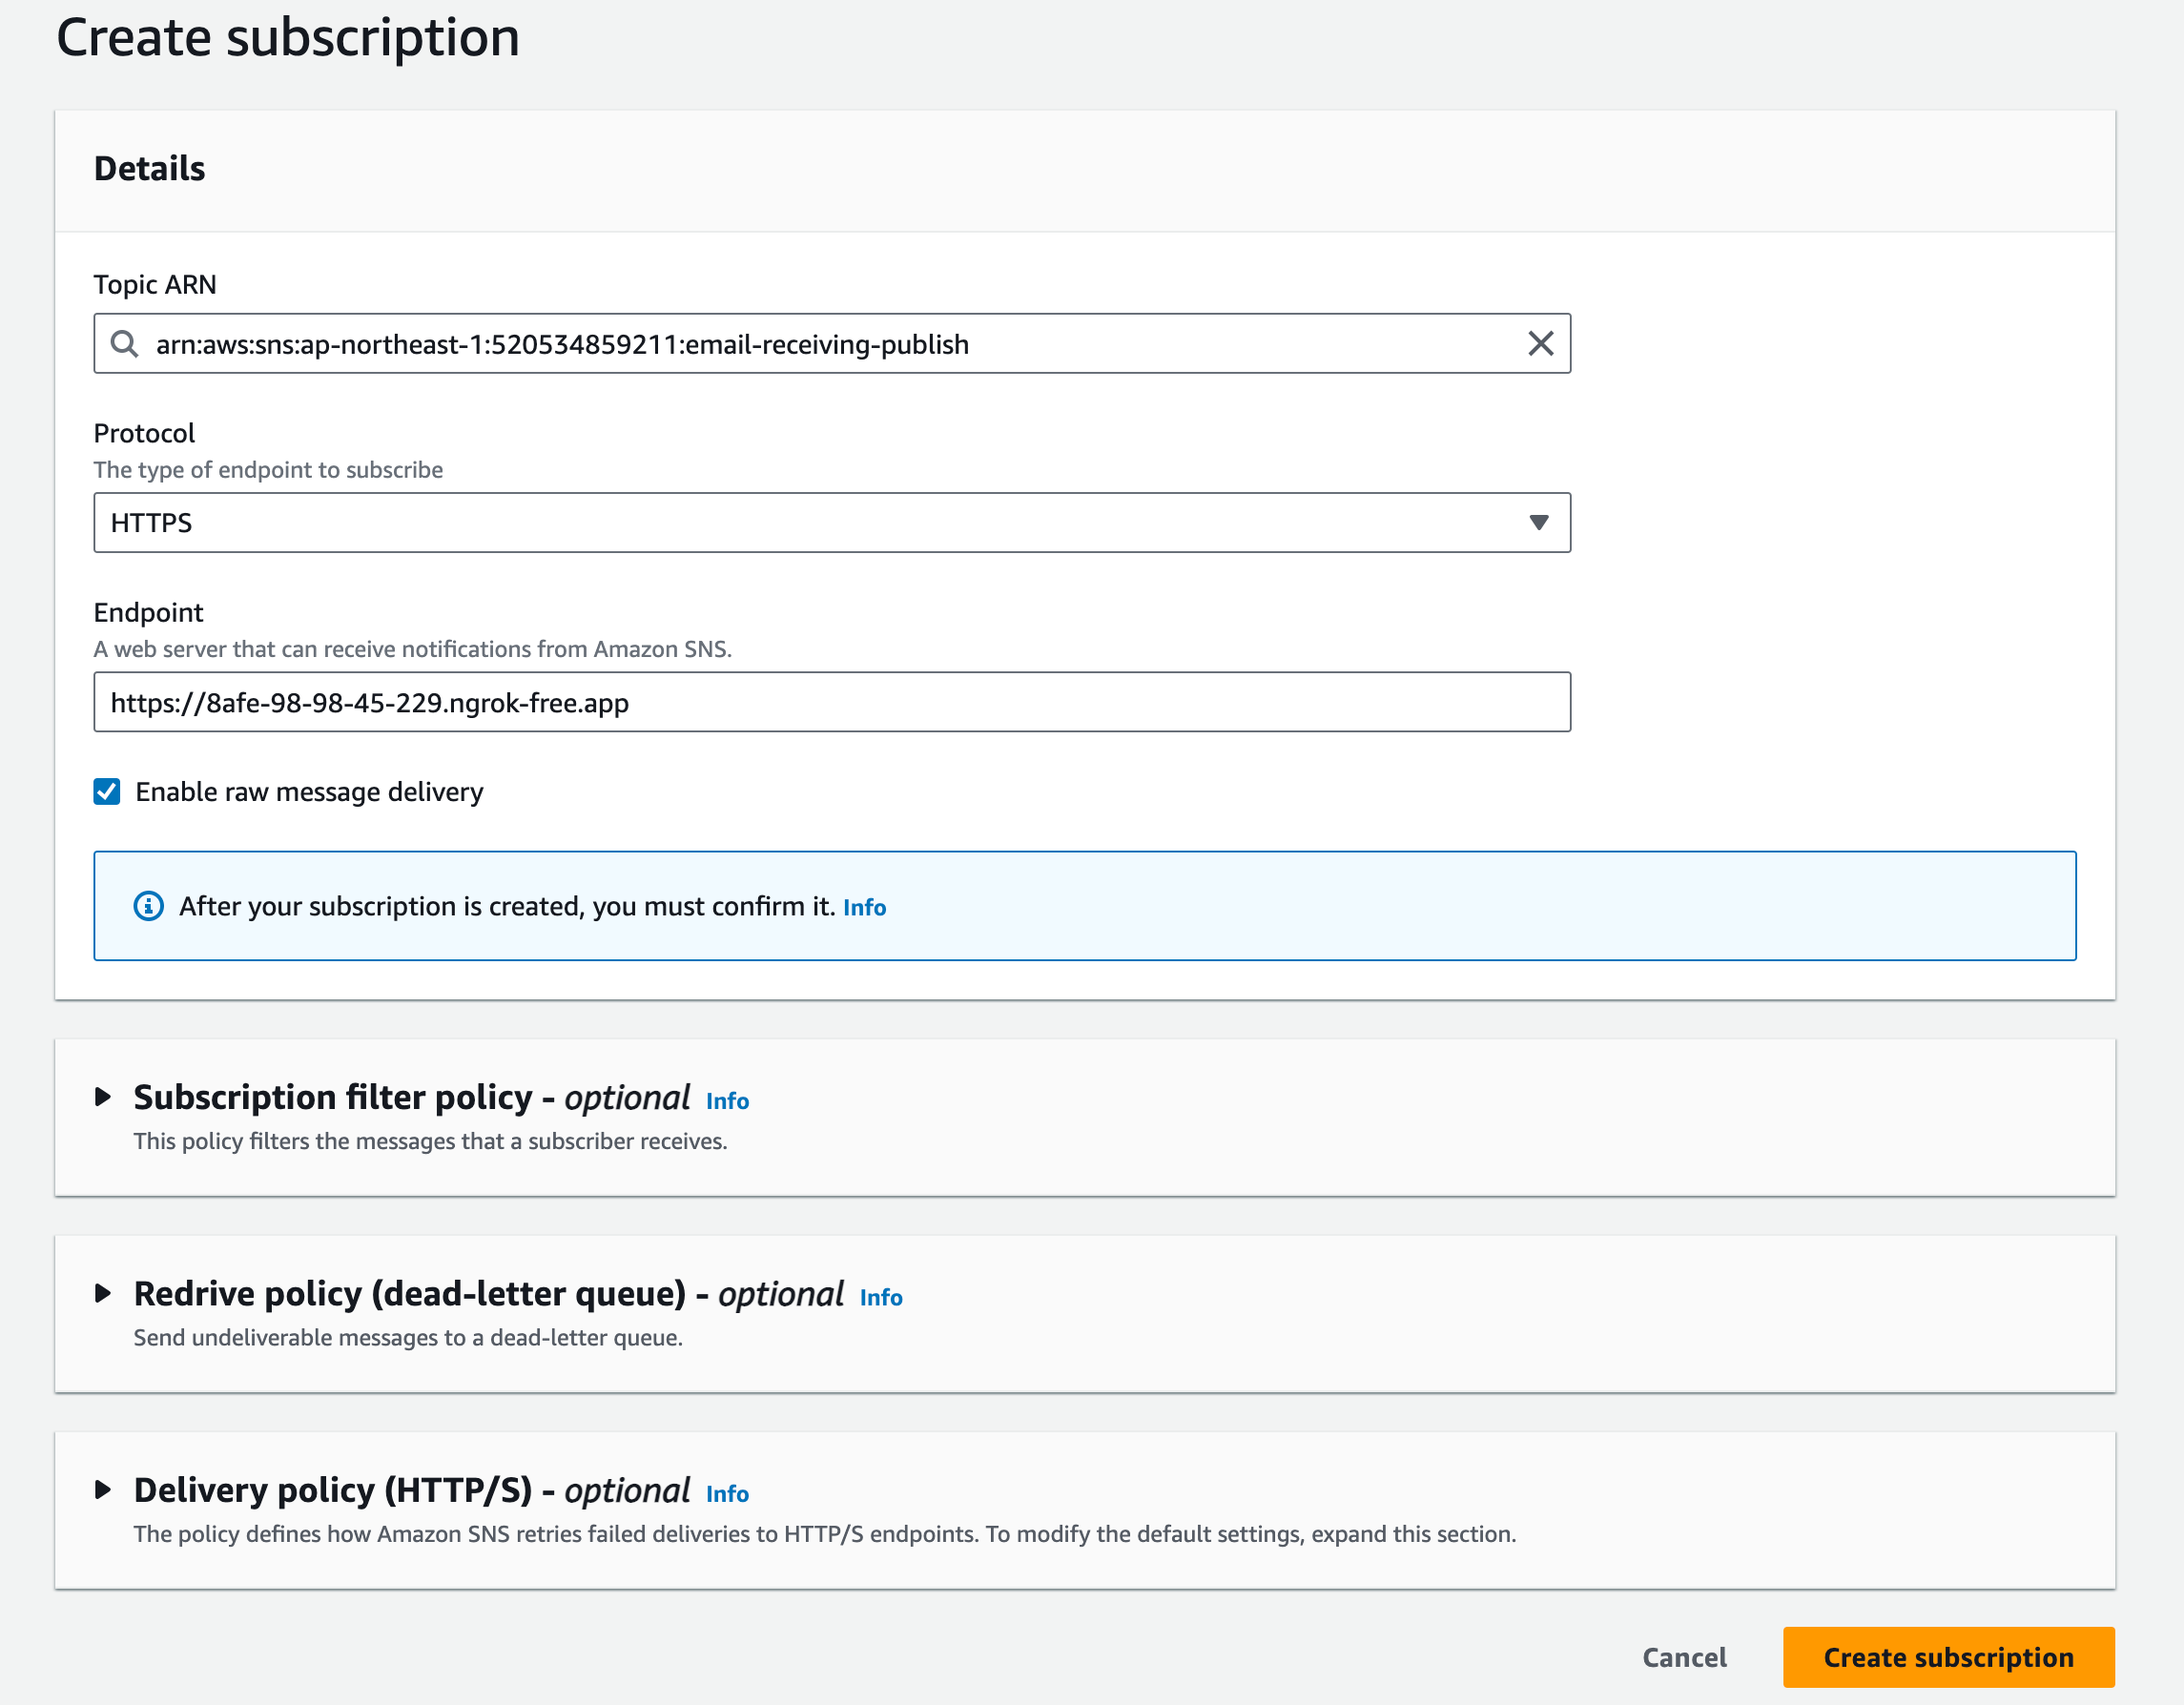 Create subscription
Details
Topic ARN
arn:aws:sns:ap-northeast-1:520534859211:email-receiving-publish
Protocol
The type of endpoint to subscribe
HTTPS
Endpoint
A web server that can receive notifications from Amazon SNS.
https://8afe-98-98-45-229.ngrok-free.app
Enable raw message delivery
After your subscription is created, you must confirm it. Info
Subscription filter policy - optional Info
This policy filters the messages that a subscriber receives.
Redrive policy (dead-letter queue) - optional Info
Send undeliverable messages to a dead-letter queue.
Delivery policy (HTTP/S) - optional Info
The policy defines how Amazon SNS retries failed deliveries to HTTP/S endpoints. To modify the default settings, expand this section.
Cancel Create subscription